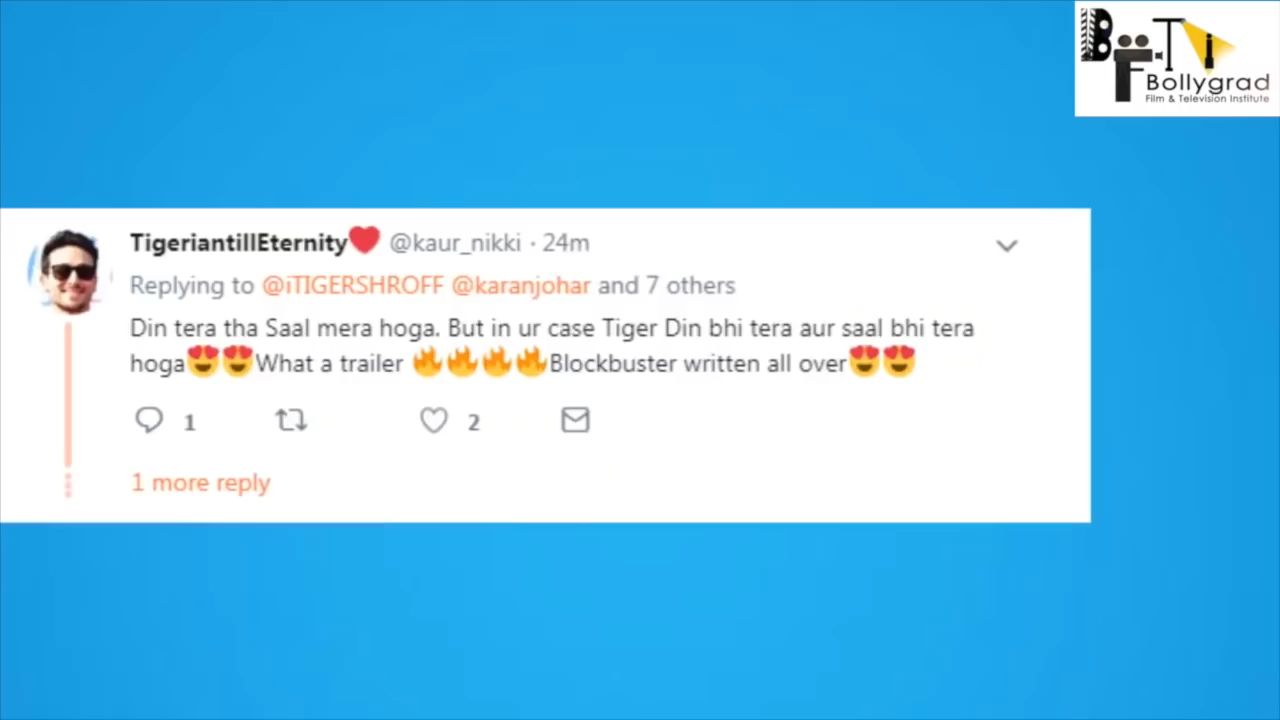 BFTi
Bollygrad
Film & Television Institute
TigeriantillEternity❤️ @kaur_nikki · 24m
Replying to @iTIGERSHROFF @karanjohar and 7 others
Din tera tha Saal mera hoga. But in ur case Tiger Din bhi tera aur saal bhi tera
hoga😍😍What a trailer 🔥🔥🔥🔥Blockbuster written all over😍😍
1 2
1 more reply